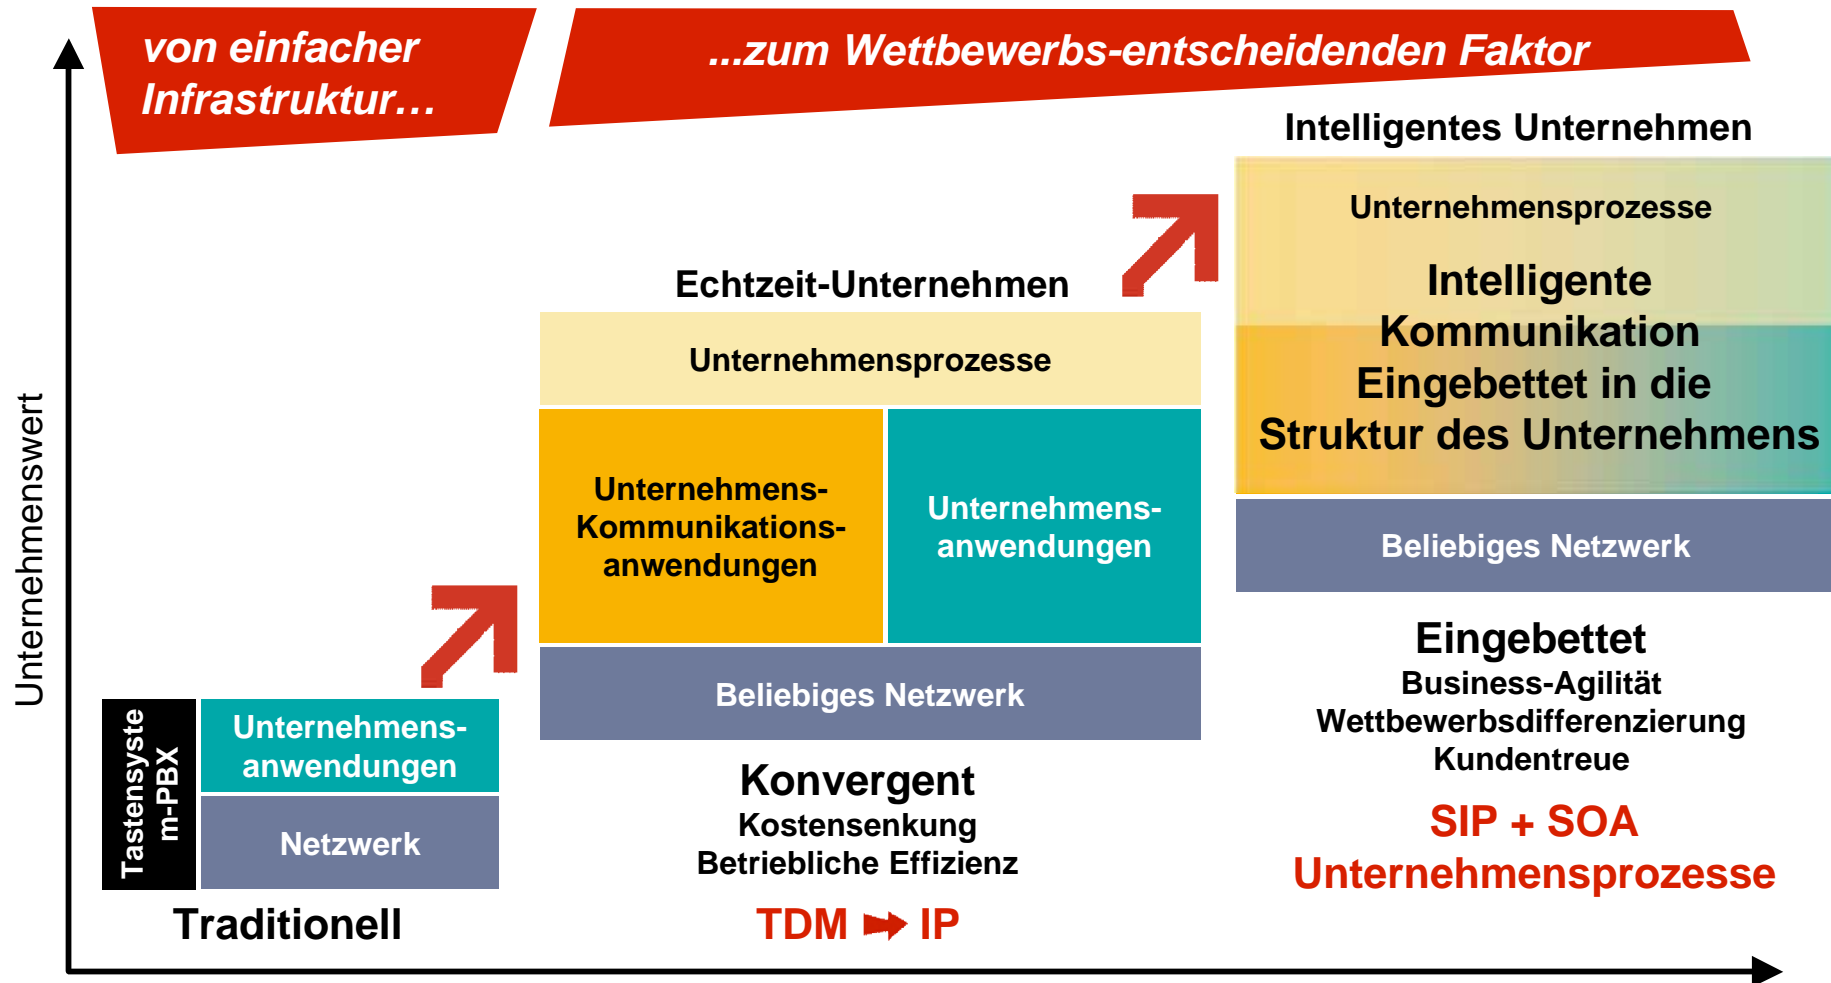 von einfacher
Infrastruktur…
...zum Wettbewerbs-entscheidenden Faktor
Unternehmenswert
Tastensyste
m-PBX
Unternehmens-
anwendungen
Netzwerk
Traditionell
Echtzeit-Unternehmen
Unternehmensprozesse
Unternehmens-
Kommunikations-
anwendungen
Unternehmens-
anwendungen
Beliebiges Netzwerk
Konvergent
Kostensenkung
Betriebliche Effizienz
TDM ➡ IP
Intelligentes Unternehmen
Unternehmensprozesse
Intelligente
Kommunikation
Eingebettet in die
Struktur des Unternehmens
Beliebiges Netzwerk
Eingebettet
Business-Agilität
Wettbewerbsdifferenzierung
Kundentreue
SIP + SOA
Unternehmensprozesse